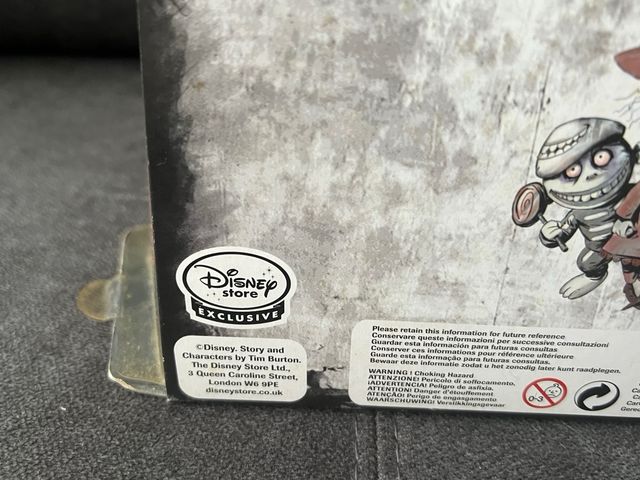 Disney
store
EXCLUSIVE
©Disney. Story and
Characters by Tim Burton.
The Disney Store Ltd.,
3 Queen Caroline Street,
London W6 9PE
disneystore.co.uk
Please retain this information for future reference.
Conservare queste informazioni per successive consultazioni
Guardar esta información para futuras consultas
Conserver ces informations pour référence ultérieure
Guarde esta informação para futuras consultas.
Bewaar deze informatie zodat u het zonodig later kunt raadplegen.
WARNING ! Choking Hazard
ATTENZIONE! Pericolo di soffocamento.
¡ADVERTENCIA! Peligro de asfixia.
ATTENTION! Danger d'étouffement
ATENÇÃO! Perigo de engasgamento
WAARSCHUWING! Verstikkingsgevaar
0-3